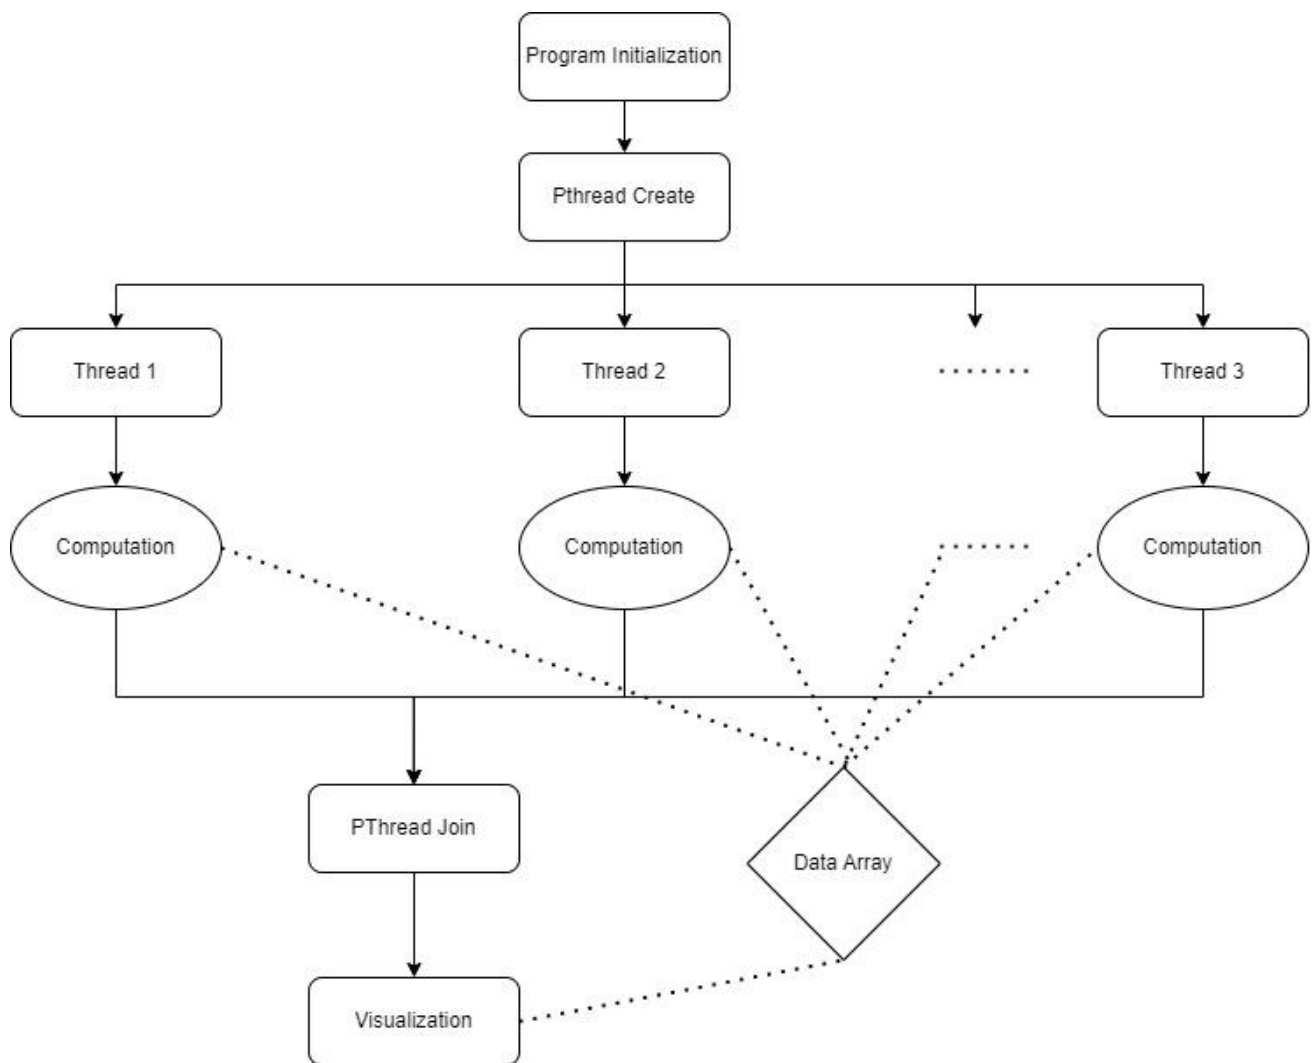 Program Initialization
Pthread Create
Thread 1
Thread 2
Thread 3
Computation
Computation
Computation
PThread Join
Data Array
Visualization